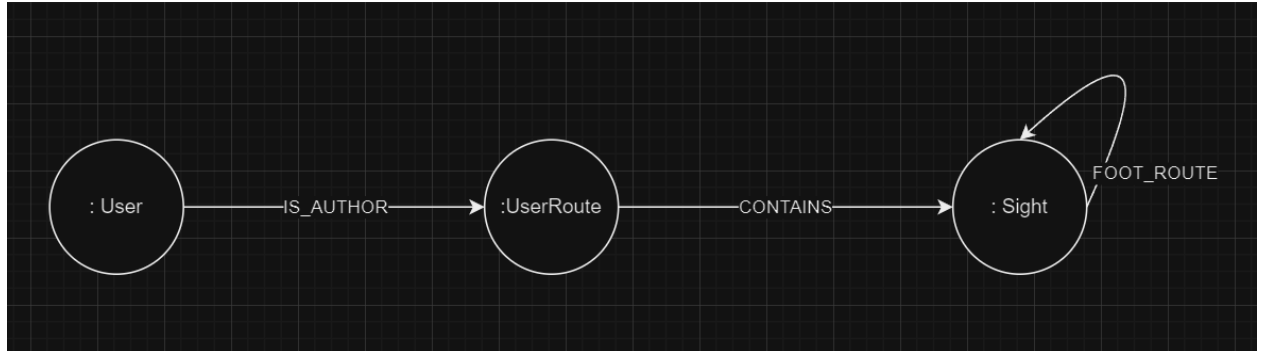 : User
IS_AUTHOR
:UserRoute
CONTAINS
: Sight
FOOT_ROUTE